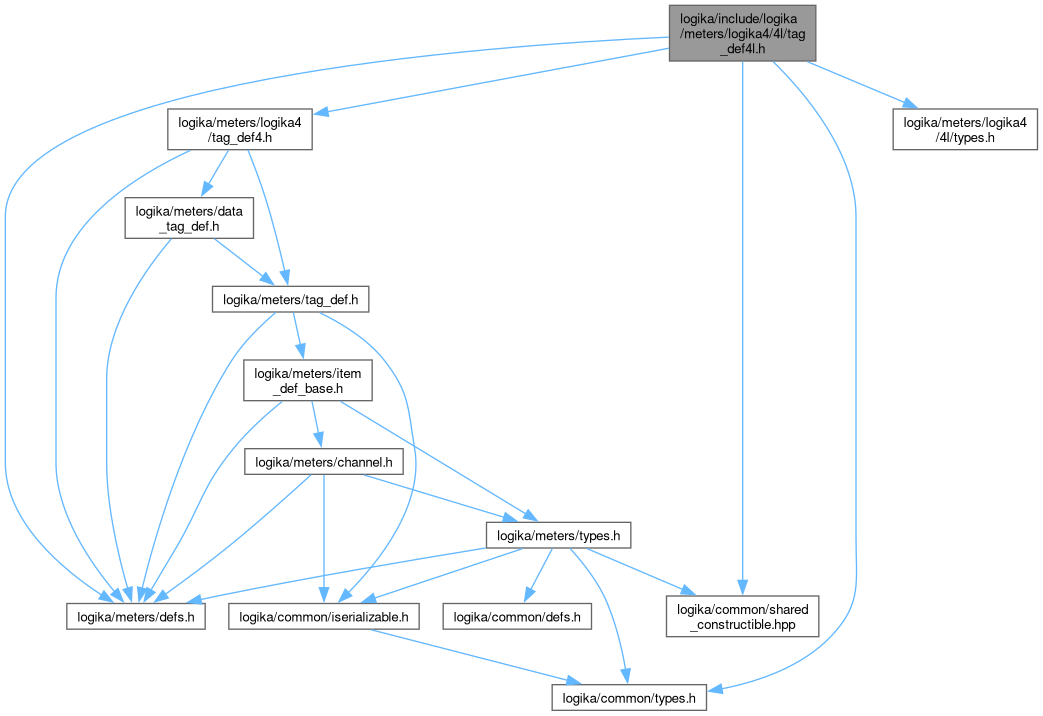 logika/include/logika
/meters/logika4/4l/tag
_def4l.h
logika/meters/logika4
/tag_def4.h
logika/meters/logika4
/4l/types.h
logika/meters/data
_tag_def.h
logika/meters/tag_def.h
logika/meters/item
_def_base.h
logika/meters/channel.h
logika/meters/types.h
logika/meters/defs.h
logika/common/iserializable.h
logika/common/defs.h
logika/common/shared
_constructible.hpp
logika/common/types.h